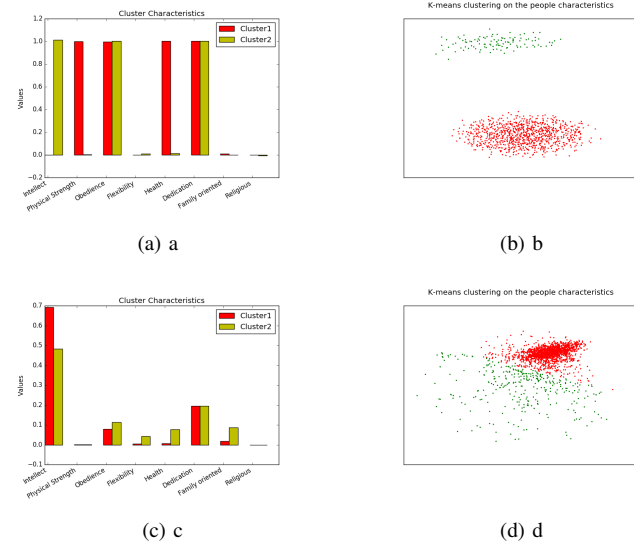 Cluster Characteristics
1.2
1.0
0.8
0.6
0.4
0.2
0.0
−0.2
Values
Cluster1
Cluster2
Intellect
Physical Strength
Obedience
Flexibility
Health
Dedication
Family oriented
Religious
(a) a
K-means clustering on the people characteristics
(b) b
Cluster Characteristics
0.7
0.6
0.5
0.4
0.3
0.2
0.1
0.0
−0.1
Values
Cluster1
Cluster2
Intellect
Physical Strength
Obedience
Flexibility
Health
Dedication
Family oriented
Religious
(c) c
K-means clustering on the people characteristics
(d) d